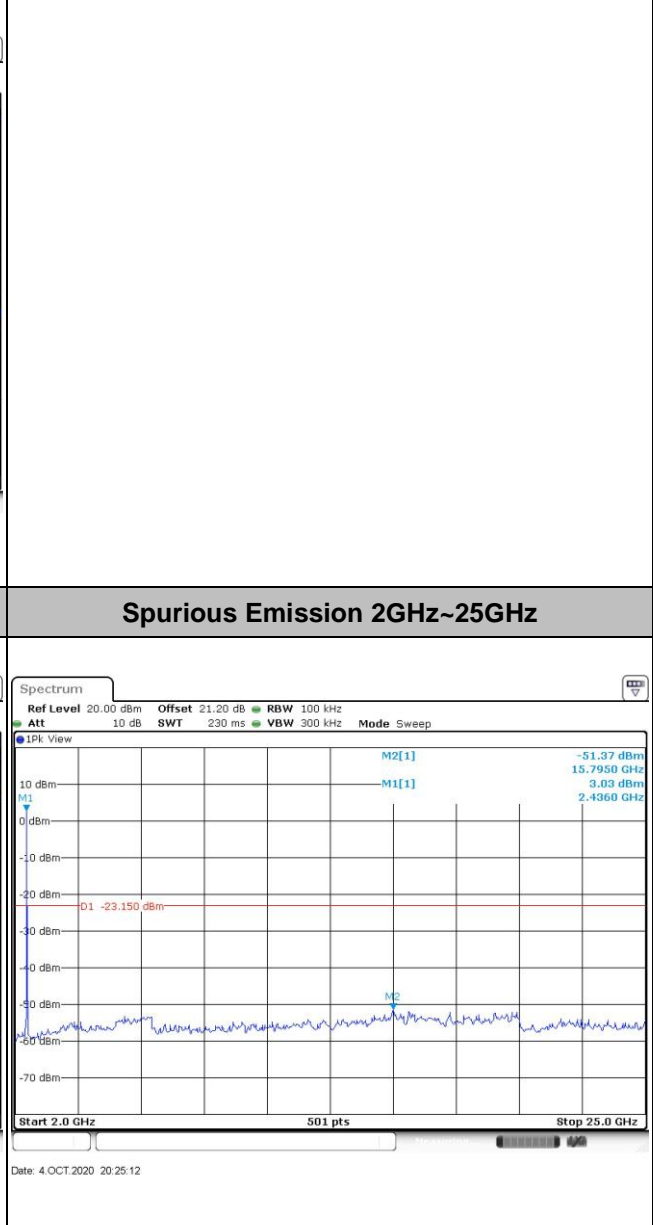 Spurious Emission 2GHz~25GHz
Spectrum
Ref Level 20.00 dBm Offset 21.20 dB RBW 100 kHz
Att 10 dB SWT 230 ms VBW 300 kHz Mode Sweep
1Pk View
M2[1] -51.37 dBm
15.7950 GHz
10 dBm M1[1] 3.03 dBm
M1 2.4360 GHz
0 dBm
-10 dBm
-20 dBm
D1 -23.150 dBm
-30 dBm
-40 dBm
M2
-50 dBm
-60 dBm
-70 dBm
Start 2.0 GHz 501 pts Stop 25.0 GHz
Measuring...
Date: 4.OCT.2020 20:25:12